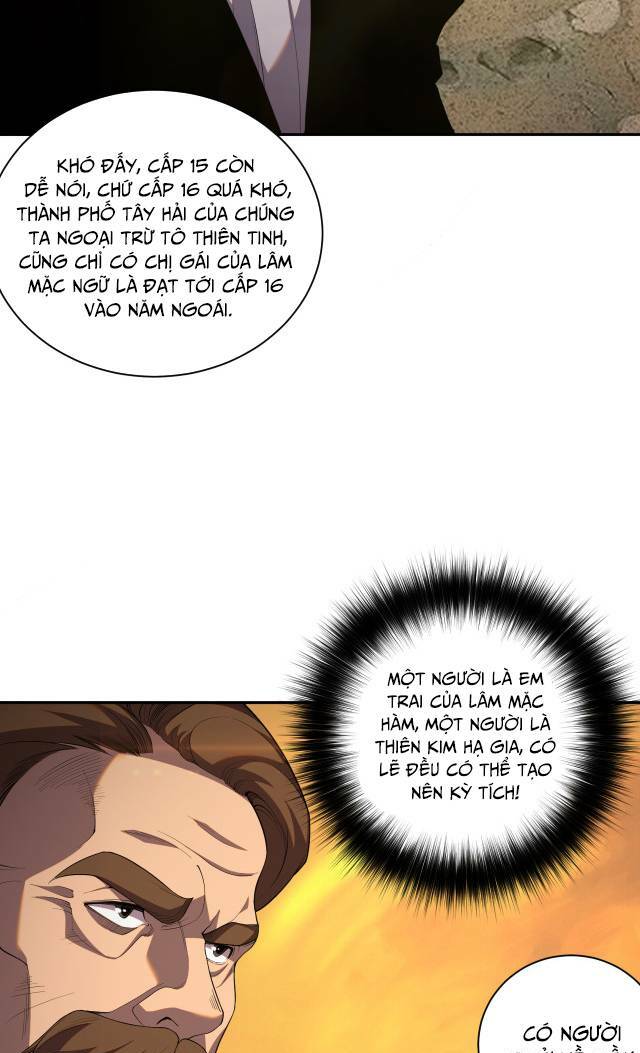 KHÓ ĐẤY, CẤP 15 CÒN
DỄ NÓI, CHỨ CẤP 16 QUÁ KHÓ,
THÀNH PHỐ TÂY HẢI CỦA CHÚNG
TA NGOẠI TRỪ TÔ THIÊN TINH,
CŨNG CHỈ CÓ CHỊ GÁI CỦA LÂM
MẶC NGỮ LÀ ĐẠT TỚI CẤP 16
VÀO NĂM NGOÁI.
MỘT NGƯỜI LÀ EM
TRAI CỦA LÂM MẶC
HÀM, MỘT NGƯỜI LÀ
THIÊN KIM HẠ GIA, CÓ
LẼ ĐỀU CÓ THỂ TẠO
NÊN KỲ TÍCH!
CÓ NGƯỜI